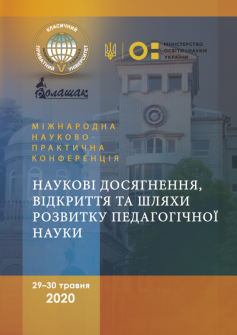 КЛАСИЧНИЙ
ПРИВАТНИЙ УНІВЕРСИТЕТ
МІНІСТЕРСТВО
ОСВІТИ І НАУКИ
УКРАЇНИ
Болашак
МІЖНАРОДНА
НАУКОВО-
ПРАКТИЧНА
КОНФЕРЕНЦІЯ
НАУКОВІ ДОСЯГНЕННЯ,
ВІДКРИТТЯ ТА ШЛЯХИ
РОЗВИТКУ ПЕДАГОГІЧНОЇ
НАУКИ
29–30 травня
2020